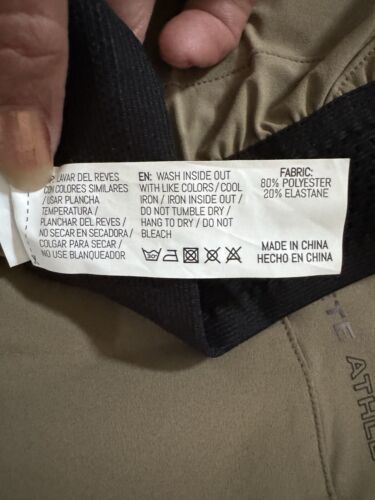 LAVAR DEL REVES
CON COLORES SIMILARES
/ USAR PLANCHA
TEMPERATURA /
PLANCHAR DEL REVES /
NO SECAR EN SECADORA /
COLGAR PARA SECAR /
NO USE BLANQUEADOR
EN: WASH INSIDE OUT
WITH LIKE COLORS / COOL
IRON / IRON INSIDE OUT /
DO NOT TUMBLE DRY /
HANG TO DRY / DO NOT
BLEACH
FABRIC:
80% POLYESTER
20% ELASTANE
MADE IN CHINA
HECHO EN CHINA
TE ATHLE